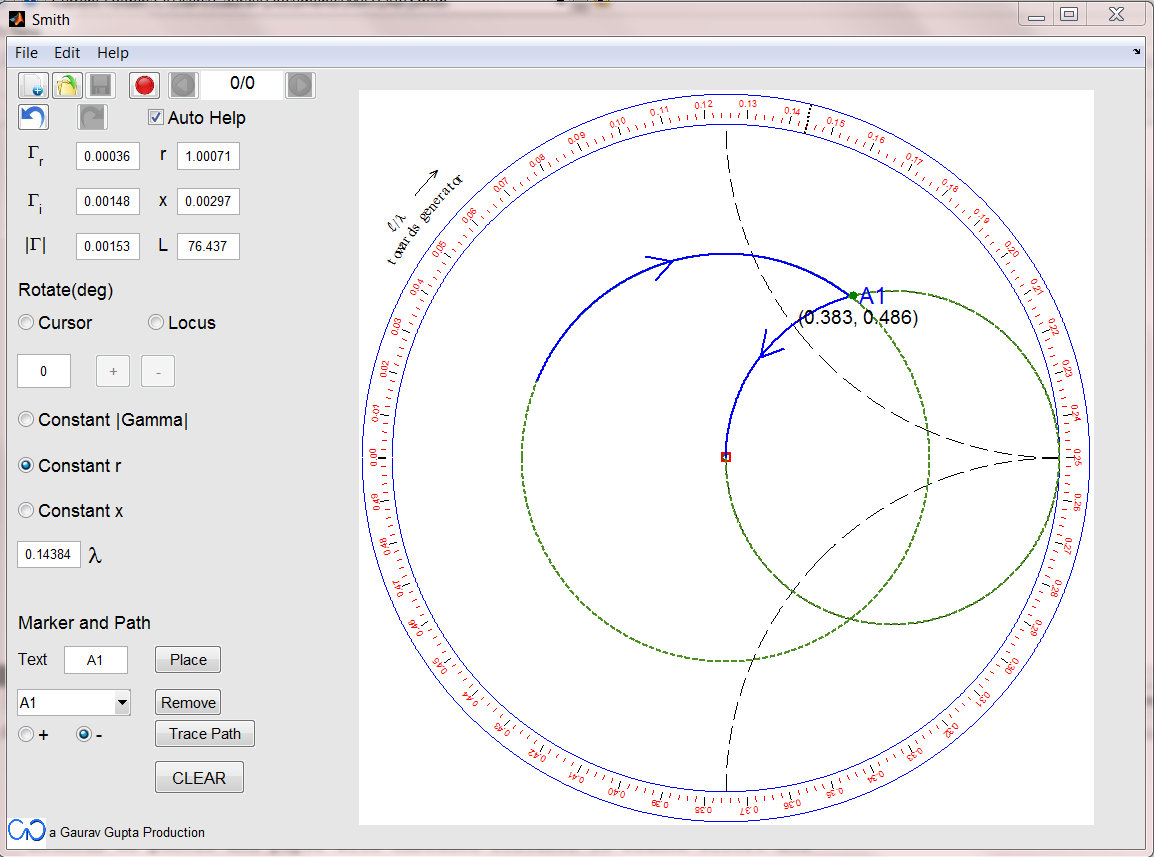 Smith
File Edit Help
0/0
Auto Help
Γr 0.00036 r 1.00071
Γi 0.00148 x 0.00297
|Γ| 0.00153 L 76.437
Rotate(deg)
Cursor Locus
0 + -
Constant |Gamma|
Constant r
Constant x
0.14384 λ
Marker and Path
Text A1 Place
A1 Remove
+ - Trace Path
CLEAR
a Gaurav Gupta Production
ℓ/λ
towards generator
A1
(0.383, 0.486)
0.00
0.01
0.02
0.03
0.04
0.05
0.06
0.07
0.08
0.09
0.10
0.11
0.12
0.13
0.14
0.15
0.16
0.17
0.18
0.19
0.20
0.21
0.22
0.23
0.24
0.25
0.26
0.27
0.28
0.29
0.30
0.31
0.32
0.33
0.34
0.35
0.36
0.37
0.38
0.39
0.40
0.41
0.42
0.43
0.44
0.45
0.46
0.47
0.48
0.49